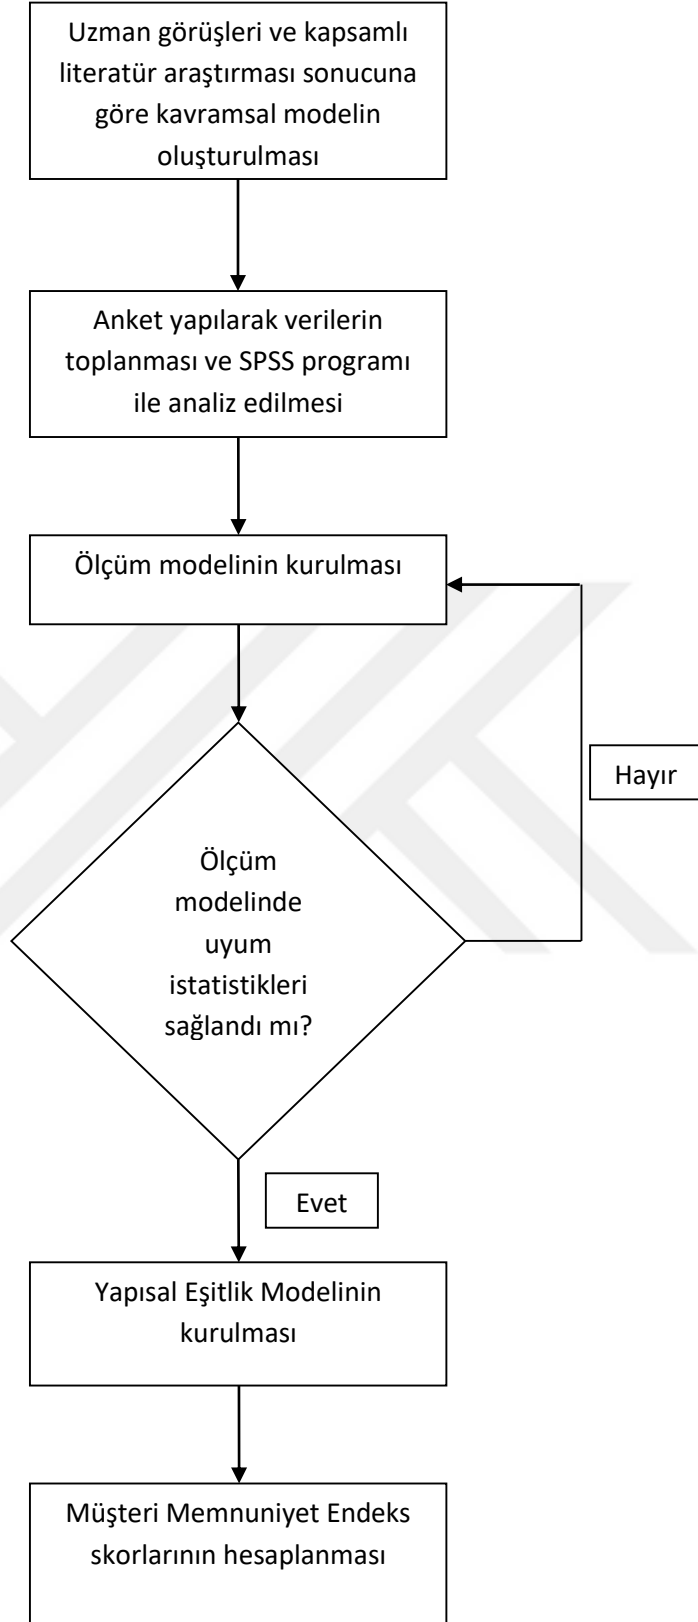 Uzman görüşleri ve kapsamlı
literatür araştırması sonucuna
göre kavramsal modelin
oluşturulması
Anket yapılarak verilerin
toplanması ve SPSS programı
ile analiz edilmesi
Ölçüm modelinin kurulması
Hayır
Ölçüm
modelinde
uyum
istatistikleri
sağlandı mı?
Evet
Yapısal Eşitlik Modelinin
kurulması
Müşteri Memnuniyet Endeks
skorlarının hesaplanması